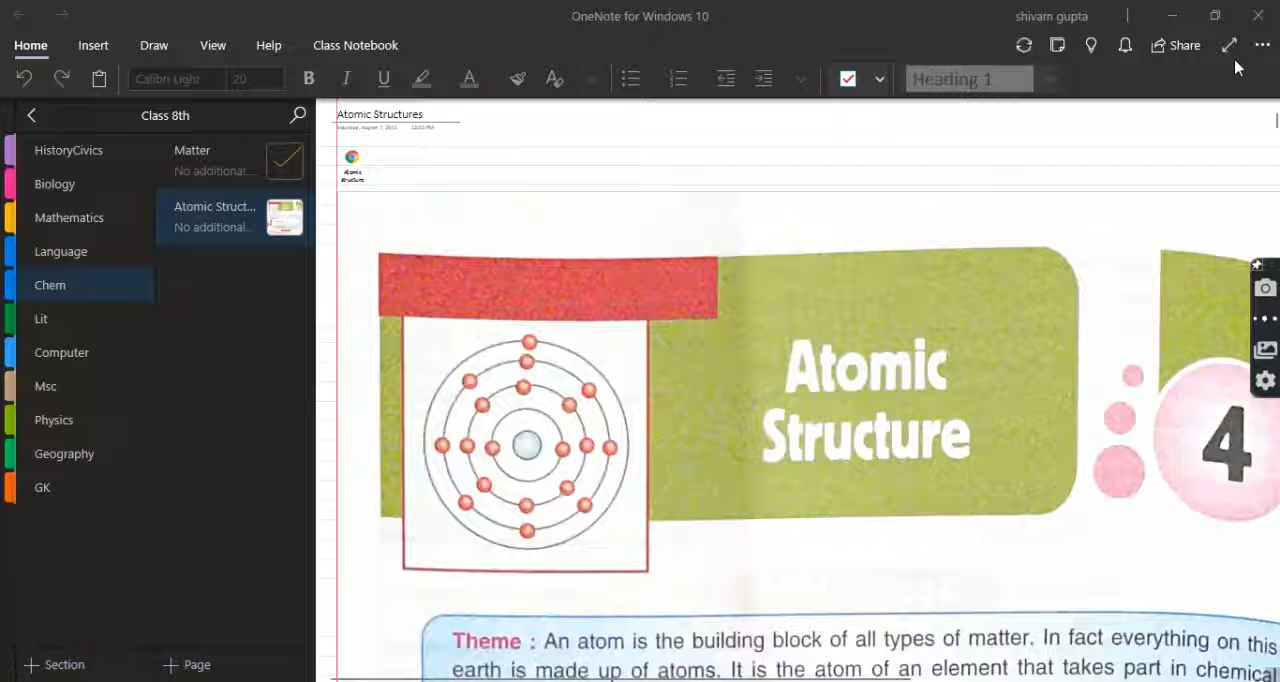 OneNote for Windows 10
shivam gupta
Home Insert Draw View Help Class Notebook
Share
Calibri Light 20 B I U A Heading 1
Class 8th
HistoryCivics
Biology
Mathematics
Language
Chem
Lit
Computer
Msc
Physics
Geography
GK
Matter
No additional...
Atomic Struct...
No additional...
Section
Page
Atomic Structures
Atomic
Structure
Atomic
Structure
4
Theme : An atom is the building block of all types of matter. In fact everything on this
earth is made up of atoms. It is the atom of an element that takes part in chemical